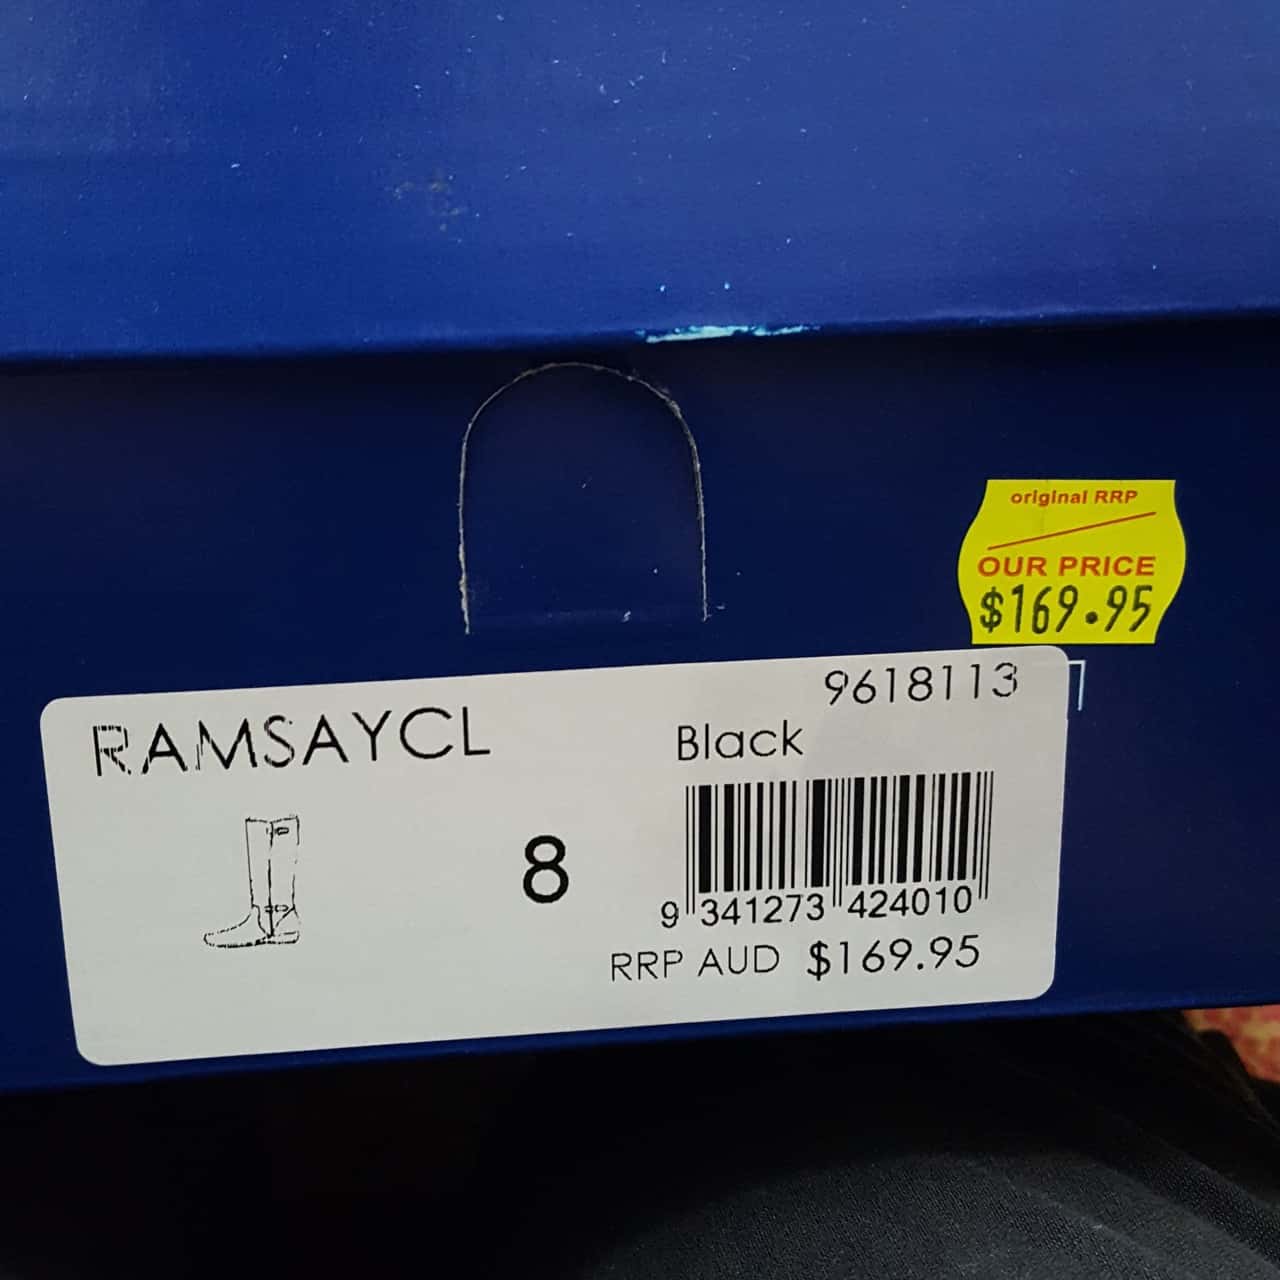 original RRP
OUR PRICE
$169.95
9618113
RAMSAYCL
Black
8
9 341273 424010
RRP AUD $169.95